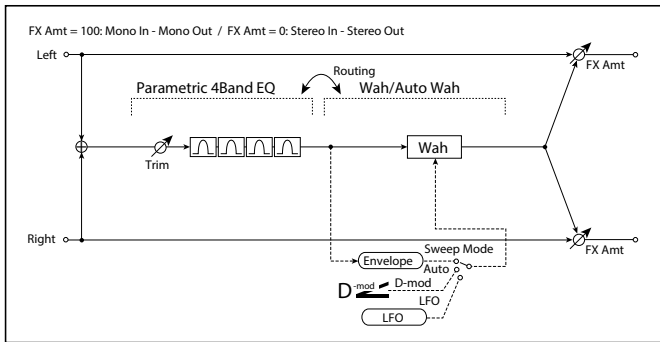 FX Amt = 100: Mono In - Mono Out / FX Amt = 0: Stereo In - Stereo Out
Left
FX Amt
Routing
Parametric 4Band EQ
Wah/Auto Wah
Trim
Wah
Right
FX Amt
Sweep Mode
Envelope
Auto
D-mod
D-mod
LFO
LFO